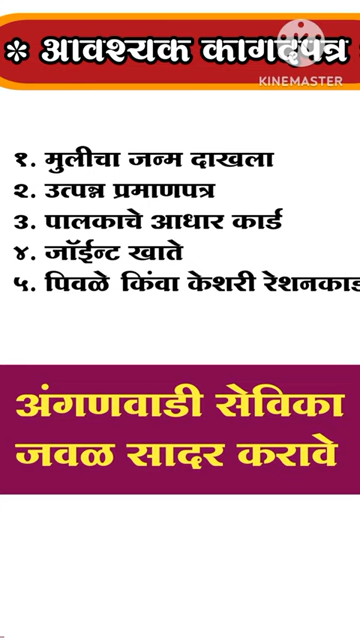 * आवश्यक कागदपत्र
KINEMASTER
१. मुलीचा जन्म दाखला
२. उत्पन्न प्रमाणपत्र
३. पालकाचे आधार कार्ड
४. जॉईन्ट खाते
५. पिवळे किंवा केशरी रेशनकार्ड
अंगणवाडी सेविका
जवळ सादर करावे